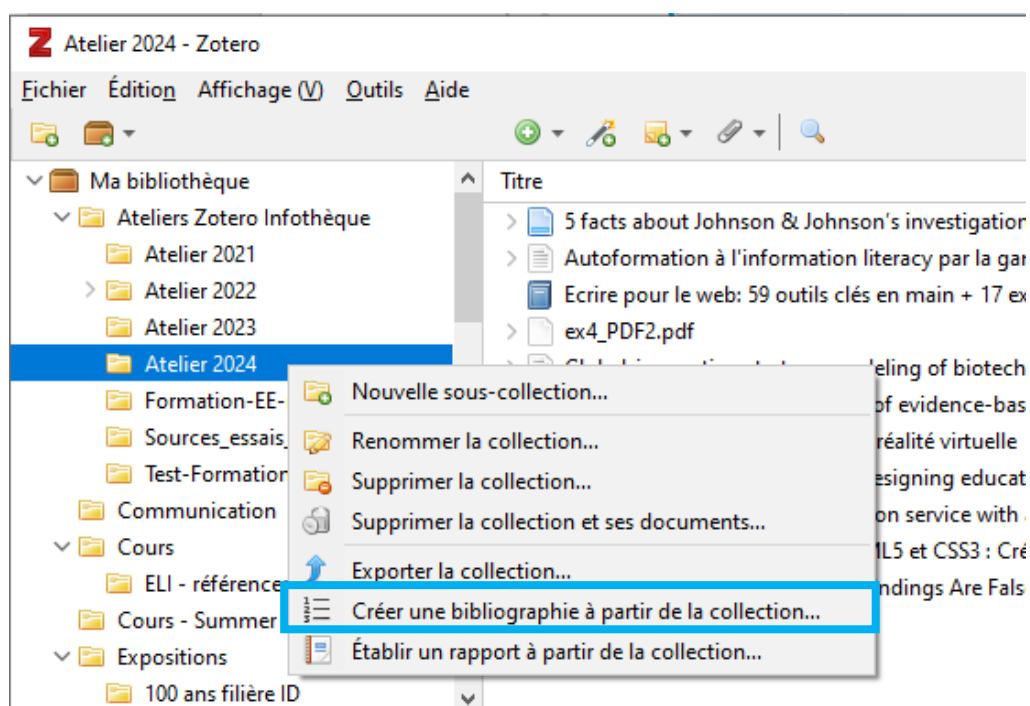 Atelier 2024 - Zotero
Fichier Édition Affichage (V) Outils Aide
Ma bibliothèque
Ateliers Zotero Infothèque
Atelier 2021
Atelier 2022
Atelier 2023
Atelier 2024
Formation-EE-
Sources_essais_
Test-Formation
Communication
Cours
ELI - référence
Cours - Summer
Expositions
100 ans filière ID
Titre
5 facts about Johnson & Johnson's investigation
Autoformation à l'information literacy par la gar
Ecrire pour le web: 59 outils clés en main + 17 ex
ex4_PDF2.pdf
eling of biotech
of evidence-bas
réalité virtuelle
esigning educat
on service with
ML5 et CSS3 : Cré
ndings Are Fals
Nouvelle sous-collection...
Renommer la collection...
Supprimer la collection...
Supprimer la collection et ses documents...
Exporter la collection...
Créer une bibliographie à partir de la collection...
Établir un rapport à partir de la collection...